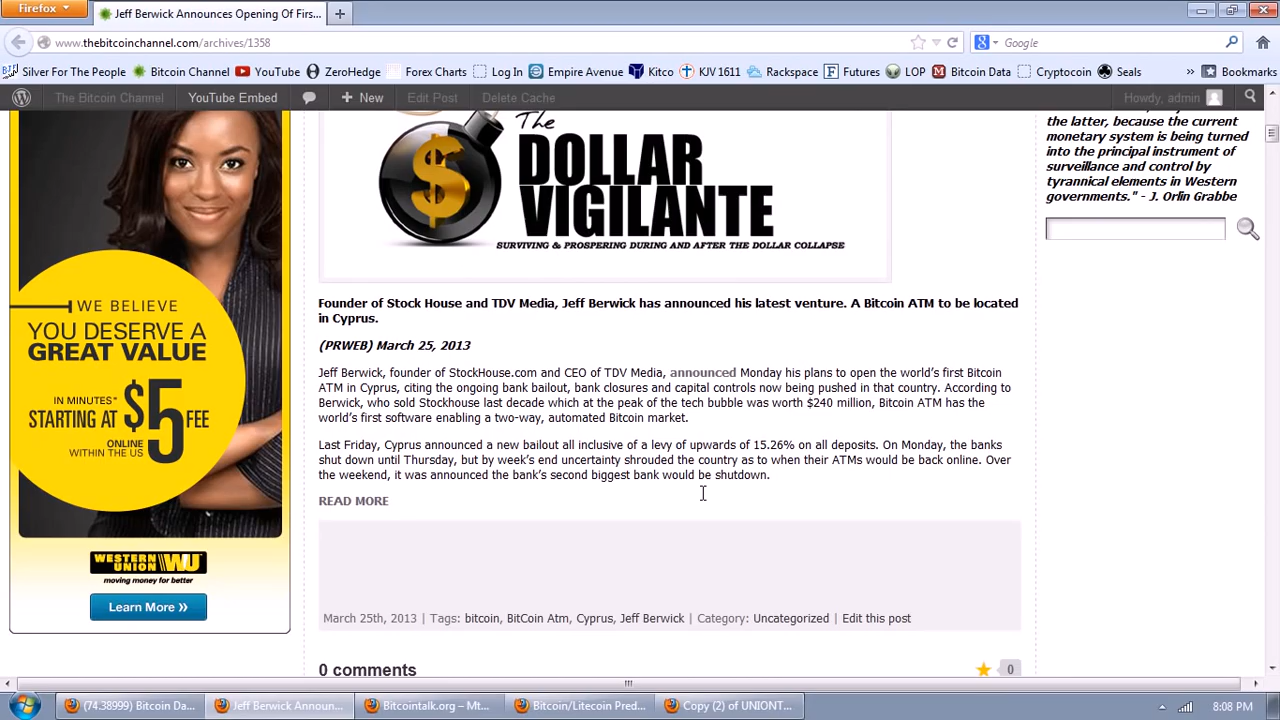 Firefox
Jeff Berwick Announces Opening Of Firs...
www.thebitcoinchannel.com/archives/1358
Google
Silver For The People
Bitcoin Channel
YouTube
ZeroHedge
Forex Charts
Log In
Empire Avenue
Kitco
KJV 1611
Rackspace
Futures
LOP
Bitcoin Data
Cryptocoin
Seals
»
Bookmarks
The Bitcoin Channel
YouTube Embed
+ New
Edit Post
Delete Cache
Howdy, admin
WE BELIEVE
YOU DESERVE A
GREAT VALUE
IN MINUTES*
STARTING AT $5 FEE
ONLINE
WITHIN THE US
WESTERN UNION WU
moving money for better
Learn More »
The
DOLLAR
VIGILANTE
SURVIVING & PROSPERING DURING AND AFTER THE DOLLAR COLLAPSE
Founder of Stock House and TDV Media, Jeff Berwick has announced his latest venture. A Bitcoin ATM to be located
in Cyprus.
(PRWEB) March 25, 2013
Jeff Berwick, founder of StockHouse.com and CEO of TDV Media, announced Monday his plans to open the world's first Bitcoin
ATM in Cyprus, citing the ongoing bank bailout, bank closures and capital controls now being pushed in that country. According to
Berwick, who sold Stockhouse last decade which at the peak of the tech bubble was worth $240 million, Bitcoin ATM has the
world's first software enabling a two-way, automated Bitcoin market.
Last Friday, Cyprus announced a new bailout all inclusive of a levy of upwards of 15.26% on all deposits. On Monday, the banks
shut down until Thursday, but by week's end uncertainty shrouded the country as to when their ATMs would be back online. Over
the weekend, it was announced the bank's second biggest bank would be shutdown.
READ MORE
March 25th, 2013 | Tags: bitcoin, BitCoin Atm, Cyprus, Jeff Berwick | Category: Uncategorized | Edit this post
0 comments
0
the latter, because the current
monetary system is being turned
into the principal instrument of
surveillance and control by
tyrannical elements in Western
governments." - J. Orlin Grabbe
(74.38999) Bitcoin Da...
Jeff Berwick Announ...
Bitcointalk.org – Mt...
Bitcoin/Litecoin Pred...
Copy (2) of UNIONT...
8:08 PM